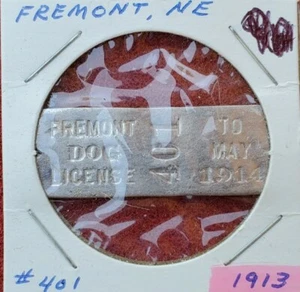 FREMONT, NE
FREMONT
DOG
LICENSE
401
TO
MAY
1914
#401
1913